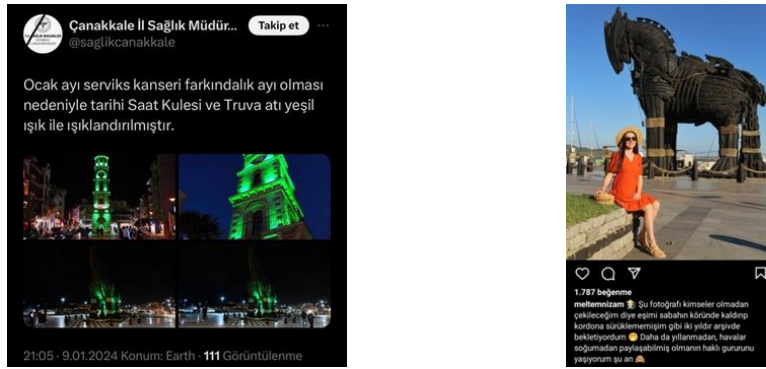 Çanakkale İl Sağlık Müdür...
Takip et
@saglikcanakkale
Ocak ayı serviks kanseri farkındalık ayı olması
nedeniyle tarihi Saat Kulesi ve Truva atı yeşil
ışık ile ışıklandırılmıştır.
21:05 · 9.01.2024 Konum: Earth · 111 Görüntülenme
1.787 beğenme
meltemnizam Şu fotoğrafı kimseler olmadan
çekileceğim diye eşimi sabahın köründe kaldırıp
kordona sürüklememişim gibi iki yıldır arşivde
bekletiyordum Daha da yıllanmadan, havalar
soğumadan paylaşabilmiş olmanın haklı gururunu
yaşıyorum şu an